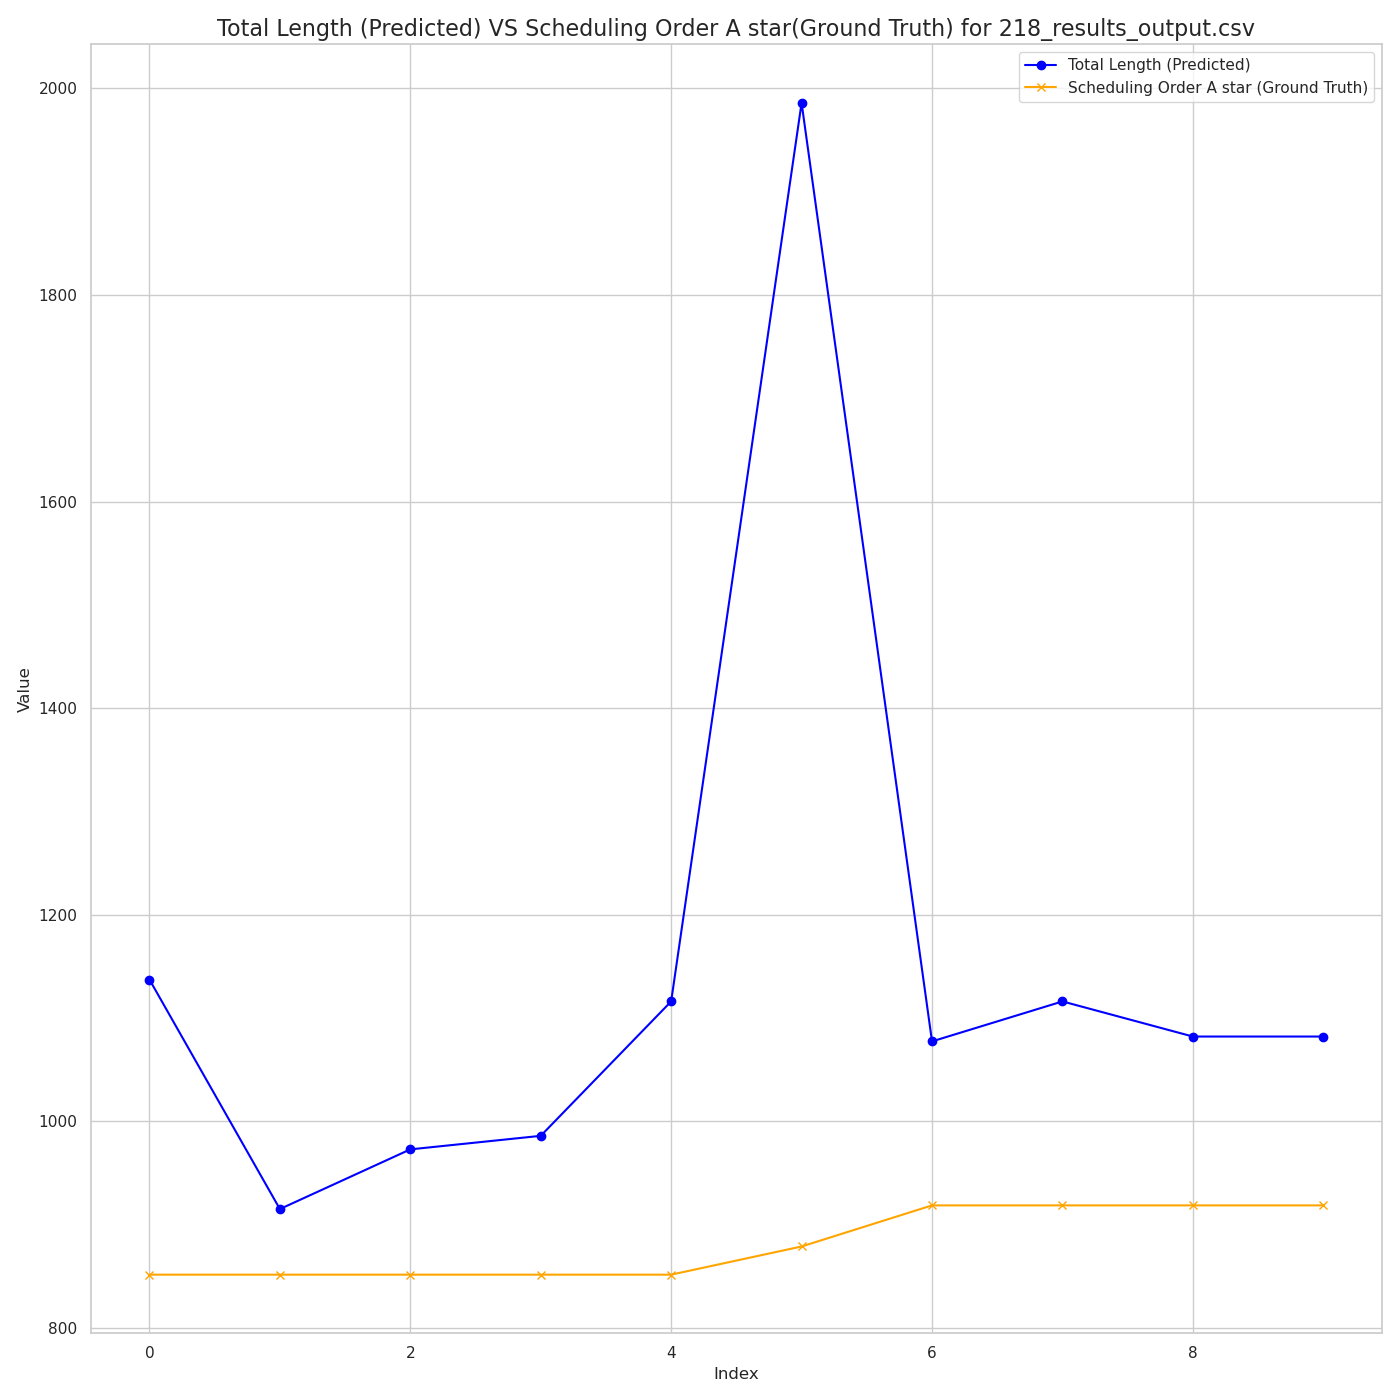 Total Length (Predicted) VS Scheduling Order A star(Ground Truth) for 218_results_output.csv
Total Length (Predicted)
Scheduling Order A star (Ground Truth)
2000
1800
1600
1400
1200
1000
800
Value
0 2 4 6 8
Index